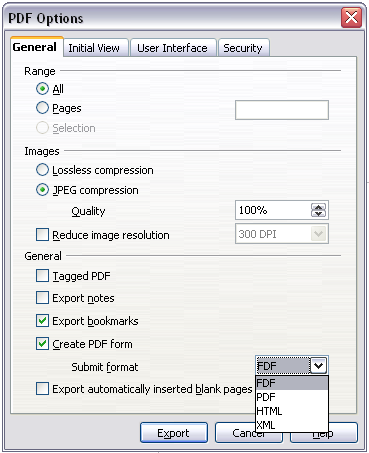 PDF Options
General Initial View User Interface Security
Range
All
Pages
Selection
Images
Lossless compression
JPEG compression
Quality 100%
Reduce image resolution 300 DPI
General
Tagged PDF
Export notes
Export bookmarks
Create PDF form
Submit format FDF
FDF
PDF
Export automatically inserted blank pages
HTML
XML
Export Cancel Help